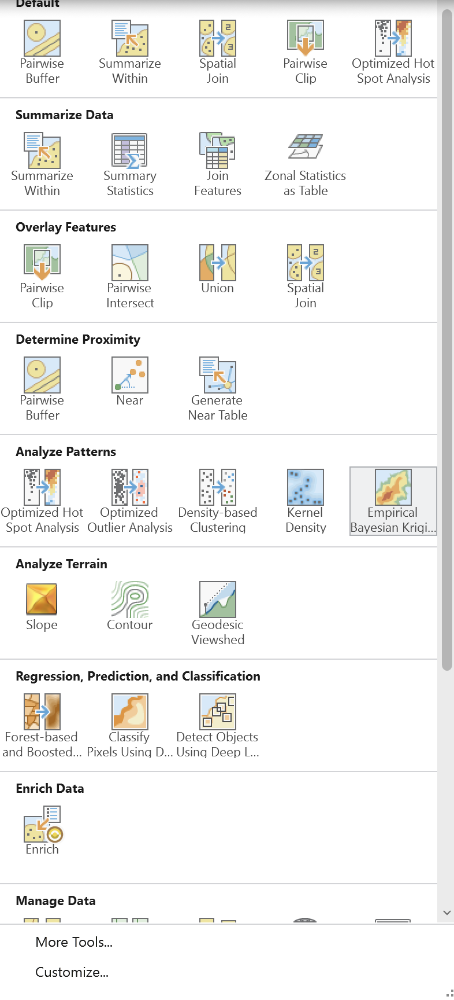 Default
Pairwise Summarize Spatial Pairwise Optimized Hot
Buffer Within Join Clip Spot Analysis
Summarize Data
Summarize Summary Join Zonal Statistics
Within Statistics Features as Table
Overlay Features
Pairwise Pairwise Union Spatial
Clip Intersect Join
Determine Proximity
Pairwise Near Generate
Buffer Near Table
Analyze Patterns
Optimized Hot Optimized Density-based Kernel Empirical
Spot Analysis Outlier Analysis Clustering Density Bayesian Krigi...
Analyze Terrain
Slope Contour Geodesic
Viewshed
Regression, Prediction, and Classification
Forest-based Classify Detect Objects
and Boosted... Pixels Using D... Using Deep L...
Enrich Data
Enrich
Manage Data
More Tools...
Customize...